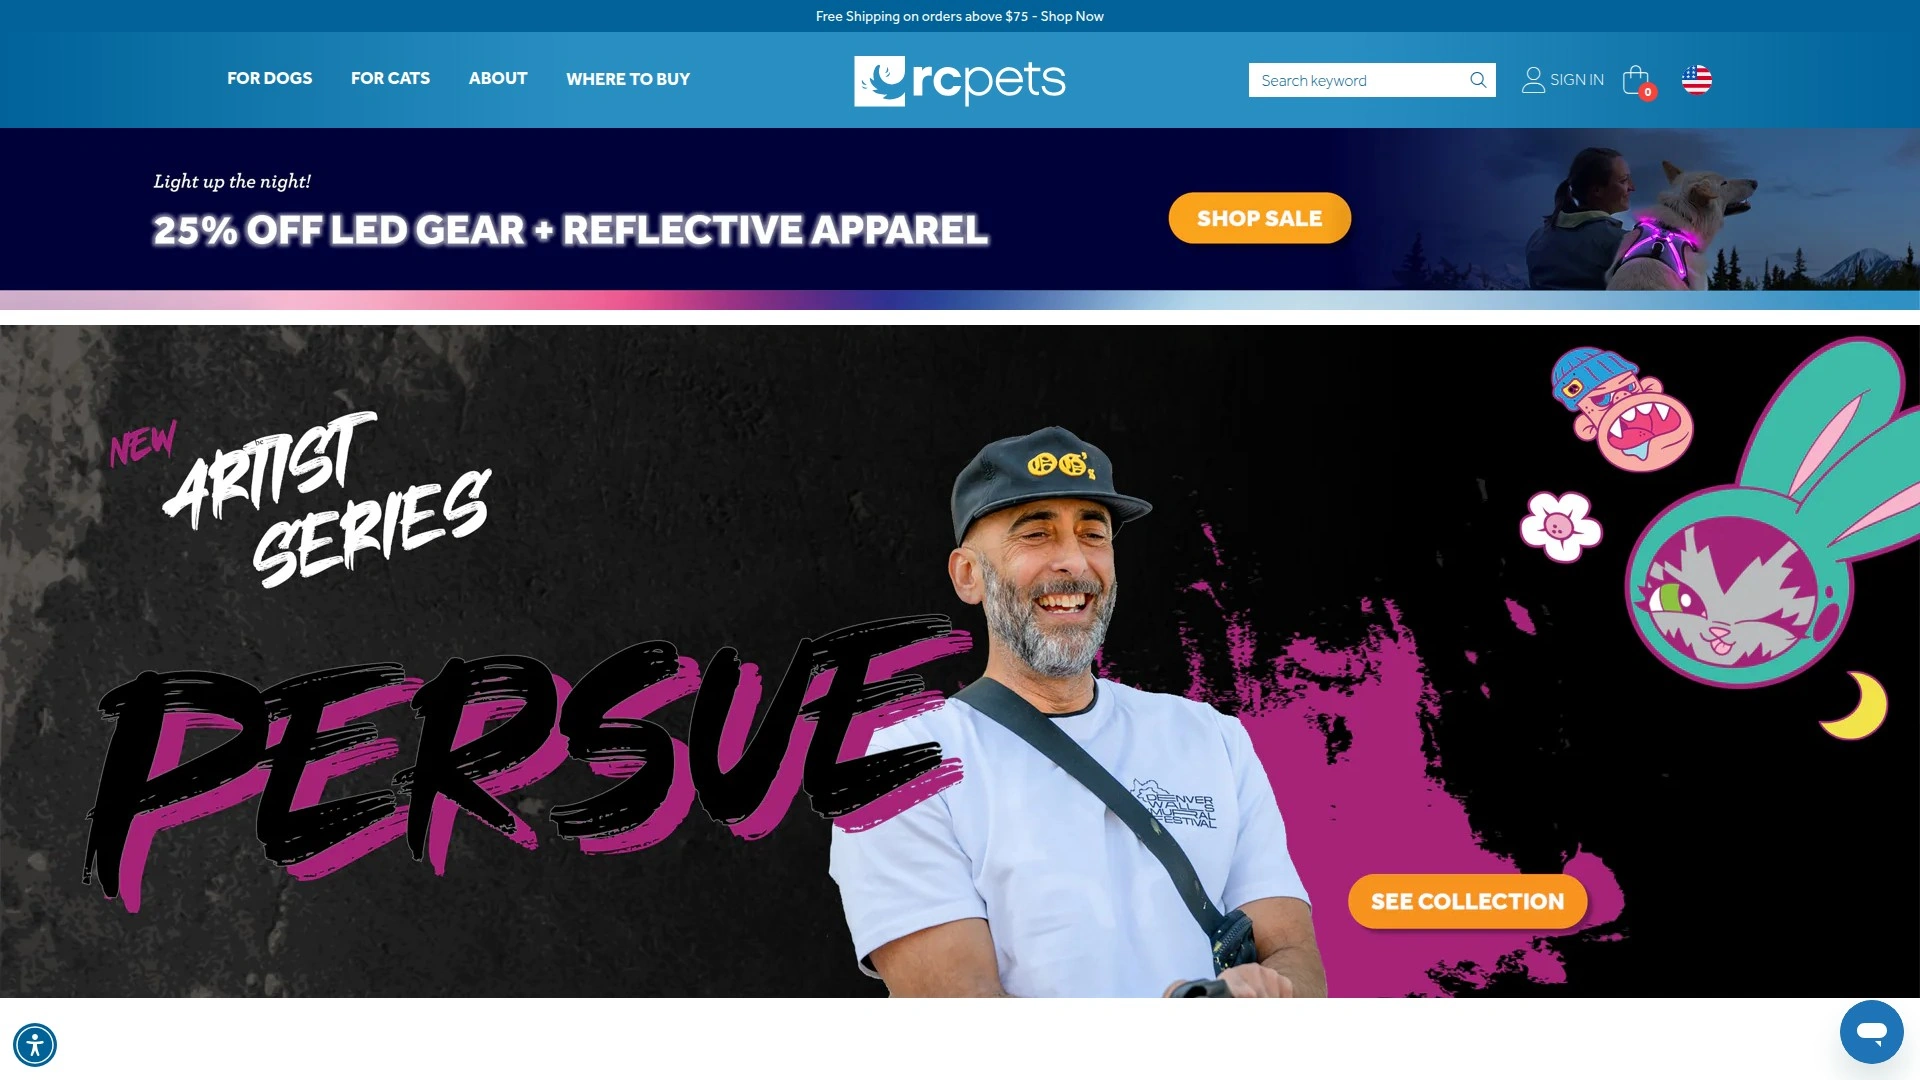 Free Shipping on orders above $75 - Shop Now
FOR DOGS
FOR CATS
ABOUT
WHERE TO BUY
rcpets
Search keyword
SIGN IN
0
Light up the night!
25% OFF LED GEAR + REFLECTIVE APPAREL
SHOP SALE
NEW
ARTIST
SERIES
be
PERSUE
OG'S
DENVER
WALLS
MURAL
FESTIVAL
SEE COLLECTION